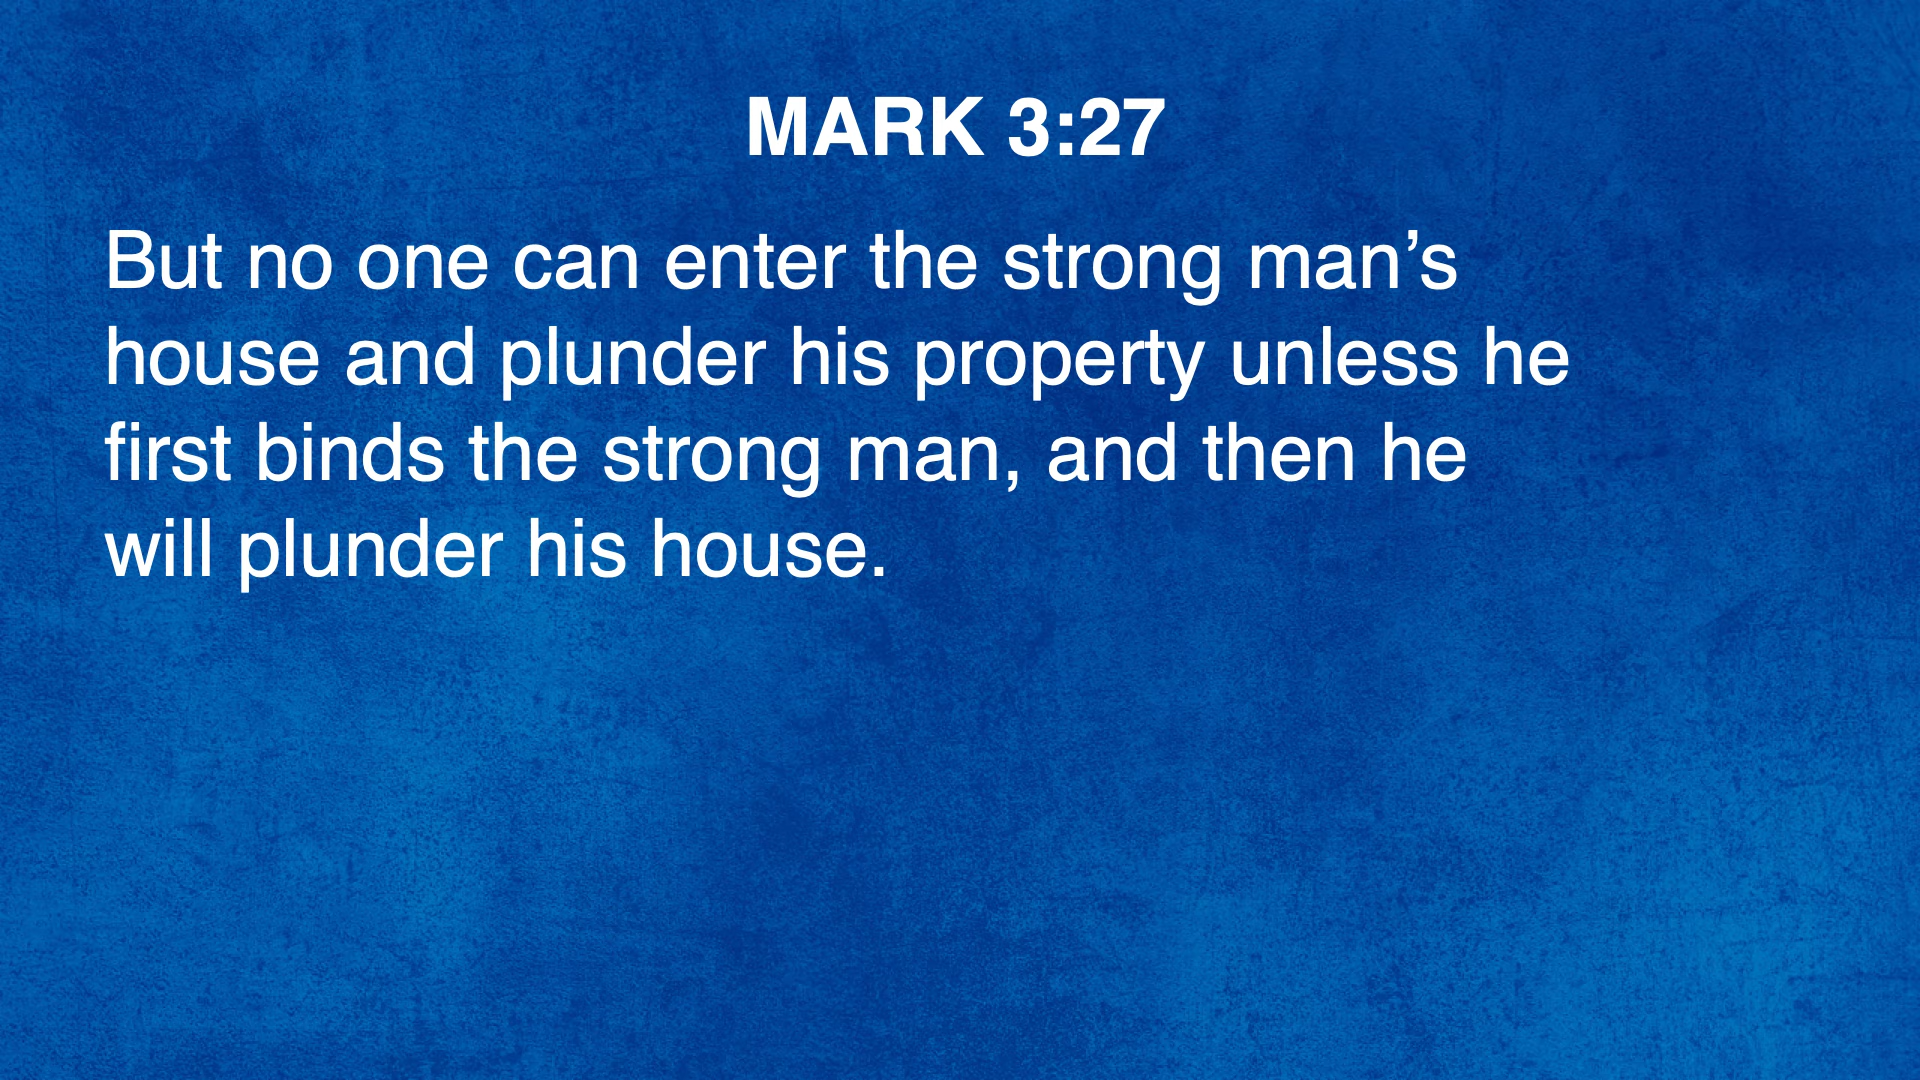 MARK 3:27
But no one can enter the strong man’s
house and plunder his property unless he
first binds the strong man, and then he
will plunder his house.